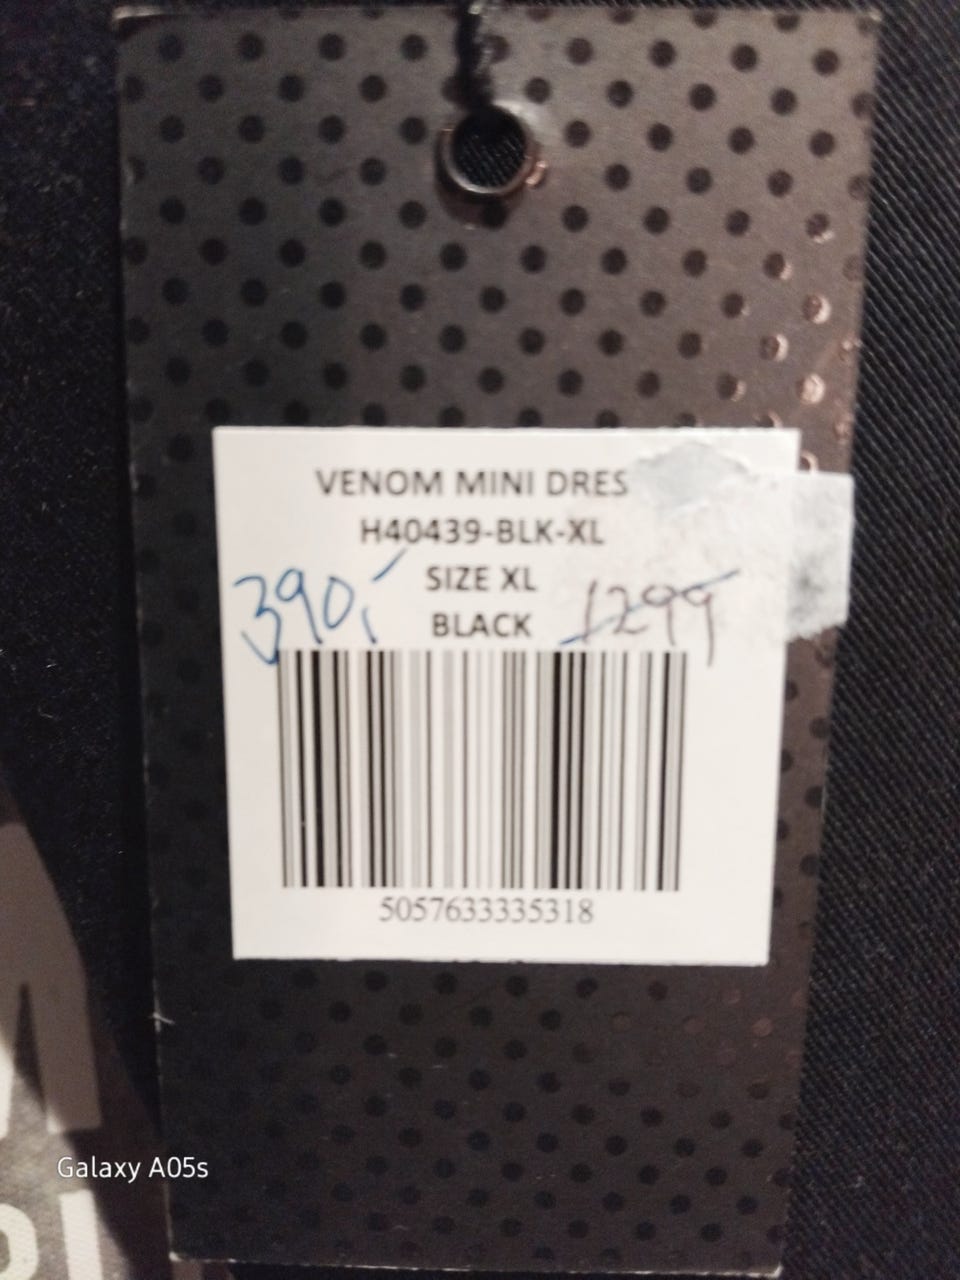 VENOM MINI DRES
H40439-BLK-XL
SIZE XL
390,-
1299
BLACK
5057633335318
Galaxy A05s